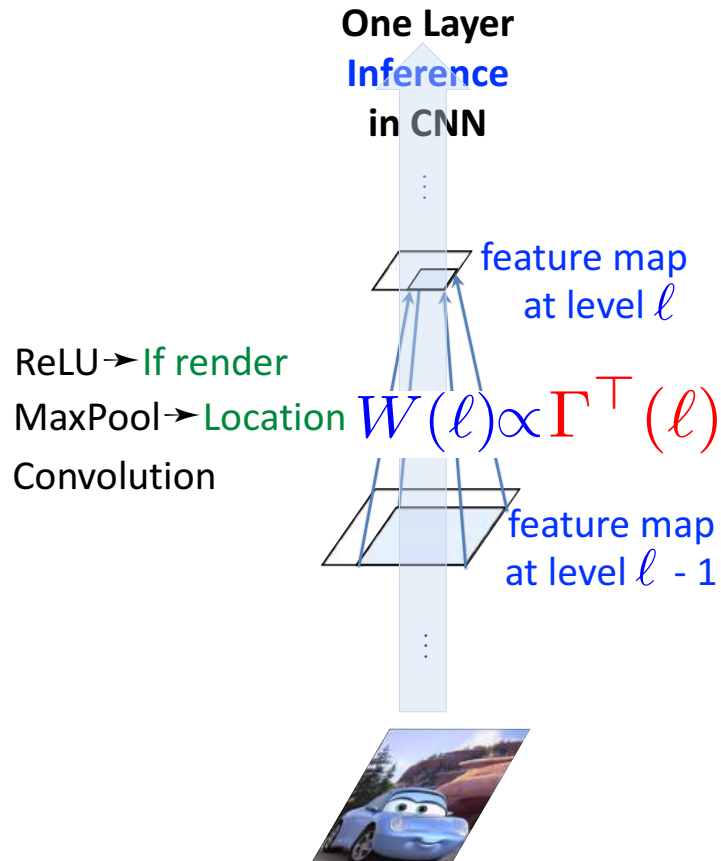 One Layer
Inference
in CNN
⋮
feature map
at level ℓ
ReLU→If render
MaxPool→Location
Convolution
W(ℓ)∝Γ⊤(ℓ)
feature map
at level ℓ - 1
⋮